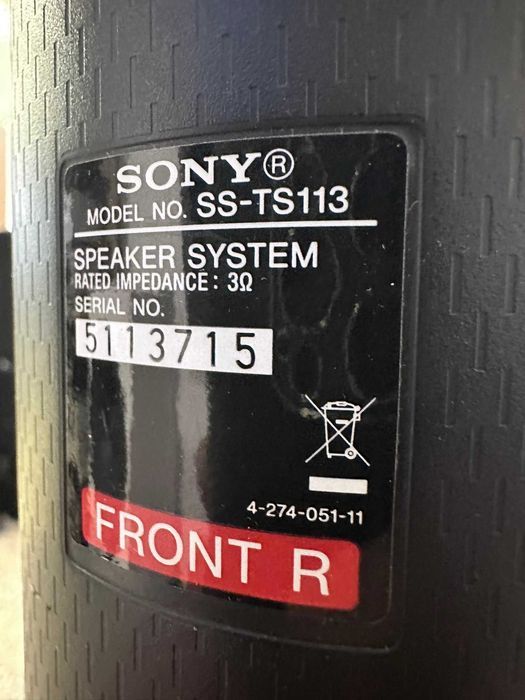 SONY®
MODEL NO. SS-TS113
SPEAKER SYSTEM
RATED IMPEDANCE: 3Ω
SERIAL NO.
5113715
4-274-051-11
FRONT R